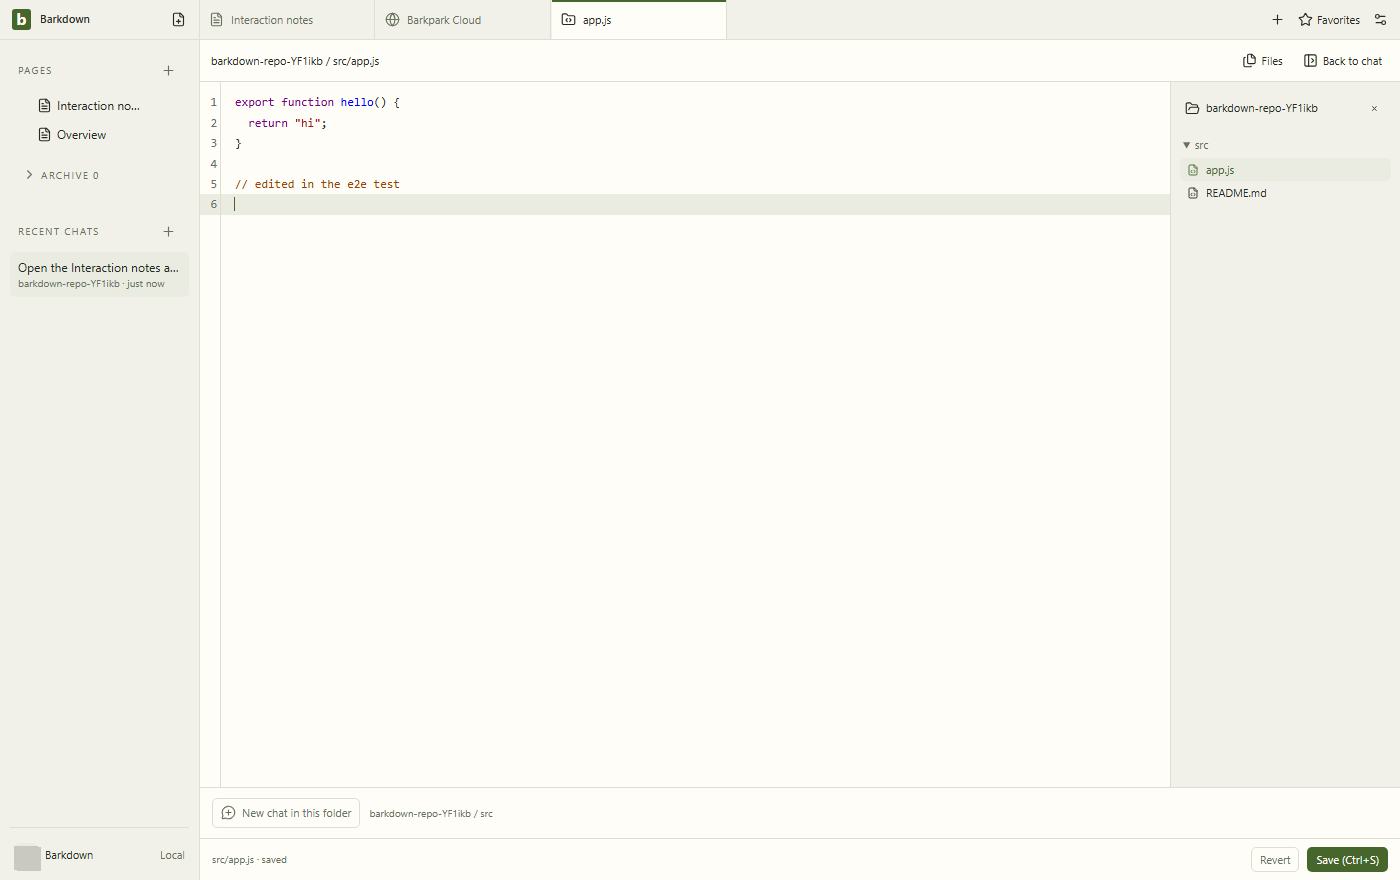 b Barkdown
Interaction notes
Barkpark Cloud
app.js
Favorites
barkdown-repo-YF1ikb / src/app.js
Files
Back to chat
PAGES
Interaction no...
Overview
ARCHIVE 0
RECENT CHATS
Open the Interaction notes a...
barkdown-repo-YF1ikb · just now
1 export function hello() {
2 return "hi";
3 }
4
5 // edited in the e2e test
6
barkdown-repo-YF1ikb ×
src
app.js
README.md
New chat in this folder
barkdown-repo-YF1ikb / src
Barkdown
Local
src/app.js · saved
Revert
Save (Ctrl+S)